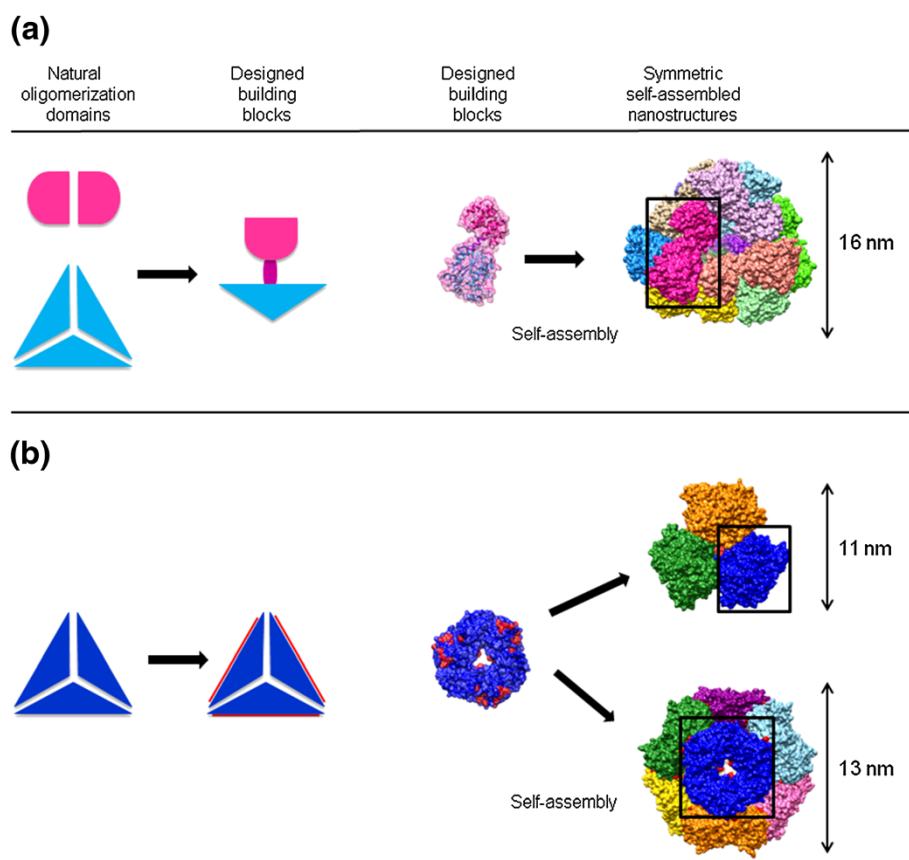 (a)
Natural
oligomerization
domains
Designed
building
blocks
Designed
building
blocks
Symmetric
self-assembled
nanostructures
16 nm
Self-assembly
(b)
11 nm
13 nm
Self-assembly